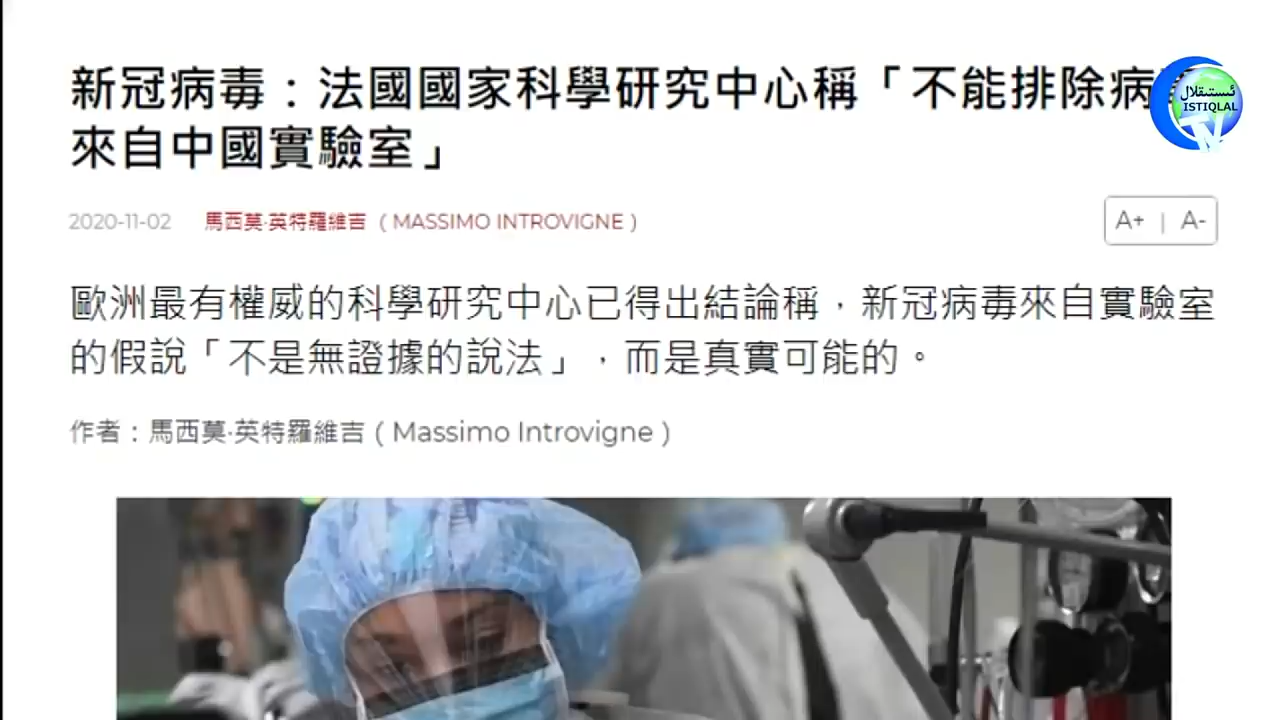 新冠病毒：法國國家科學研究中心稱「不能排除病
來自中國實驗室」
ئىستىقلال
ISTIQLAL
TV
2020-11-02 馬西莫·英特羅維吉（MASSIMO INTROVIGNE）
A+ | A-
歐洲最有權威的科學研究中心已得出結論稱，新冠病毒來自實驗室
的假說「不是無證據的說法」，而是真實可能的。
作者：馬西莫·英特羅維吉（Massimo Introvigne）